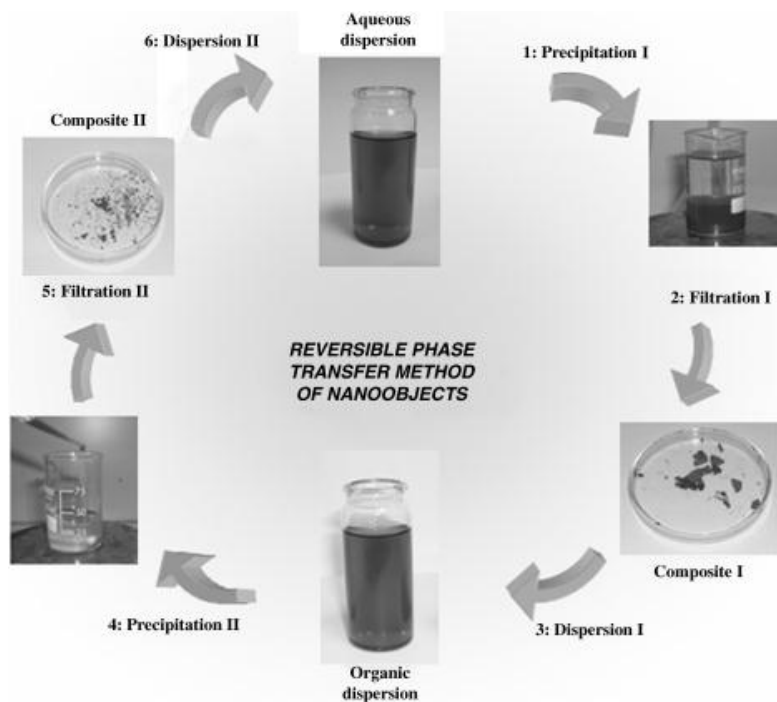 Aqueous
dispersion
1: Precipitation I
2: Filtration I
Composite I
3: Dispersion I
Organic
dispersion
4: Precipitation II
5: Filtration II
Composite II
6: Dispersion II
REVERSIBLE PHASE
TRANSFER METHOD
OF NANOOBJECTS